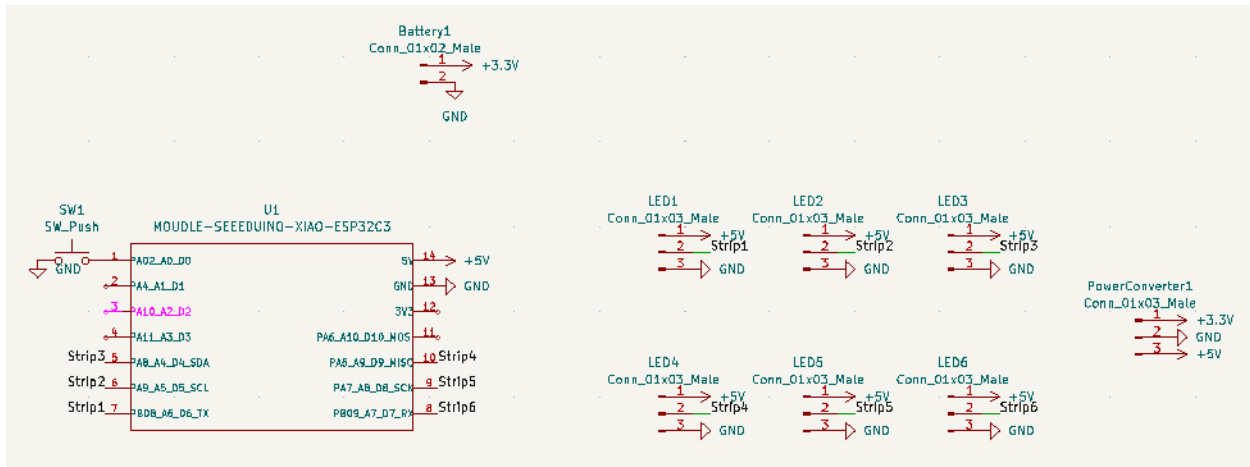 Battery1
Conn_01x02_Male
1 +3.3V
2
GND
SW1
SW_Push
GND
U1
MOUDLE-SEEEDUINO-XIAO-ESP32C3
1 PA02_A0_D0
2 PA4_A1_D1
3 PA10_A2_D2
4 PA11_A3_D3
Strip3 5 PA8_A4_D4_SDA
Strip2 6 PA9_A5_D5_SCL
Strip1 7 PB08_A6_D6_TX
5V 14 +5V
GND 13 GND
3V3 12
PA6_A10_D10_MOS 11
PA5_A9_D9_MISO 10 Strip4
PA7_A8_D8_SCK 9 Strip5
PB09_A7_D7_RX 8 Strip6
LED1
Conn_01x03_Male
1 +5V
2 Strip1
3 GND
LED2
Conn_01x03_Male
1 +5V
2 Strip2
3 GND
LED3
Conn_01x03_Male
1 +5V
2 Strip3
3 GND
LED4
Conn_01x03_Male
1 +5V
2 Strip4
3 GND
LED5
Conn_01x03_Male
1 +5V
2 Strip5
3 GND
LED6
Conn_01x03_Male
1 +5V
2 Strip6
3 GND
PowerConverter1
Conn_01x03_Male
1 +3.3V
2 GND
3 +5V